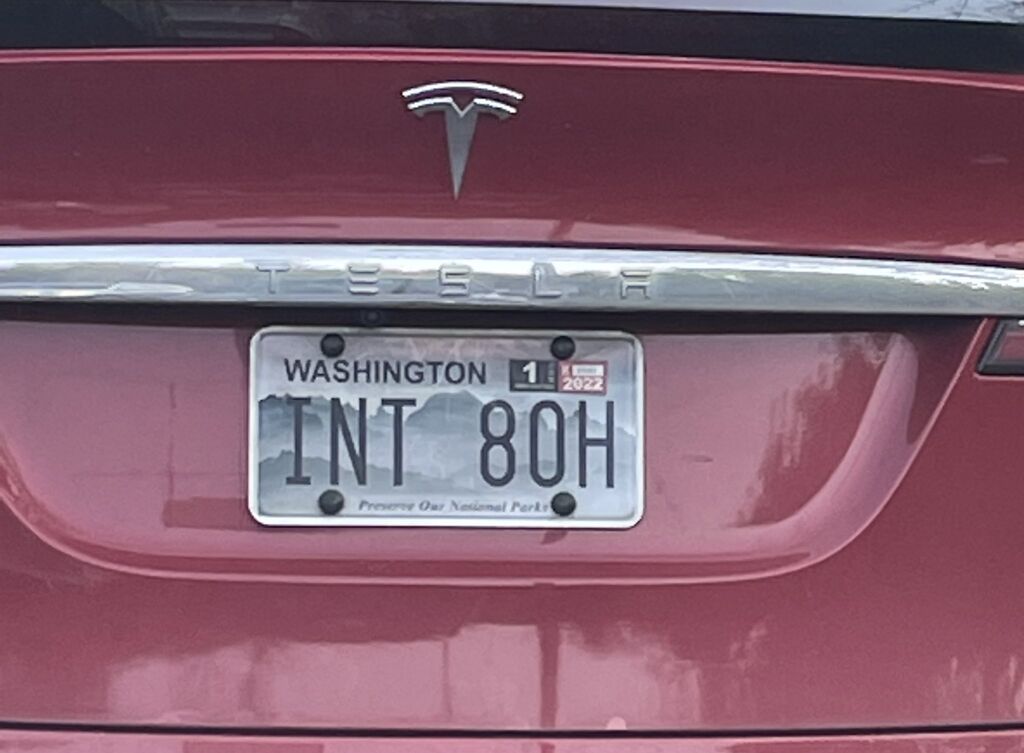 TESLA
WASHINGTON 1 2022
INT 80H
Preserve Our National Parks